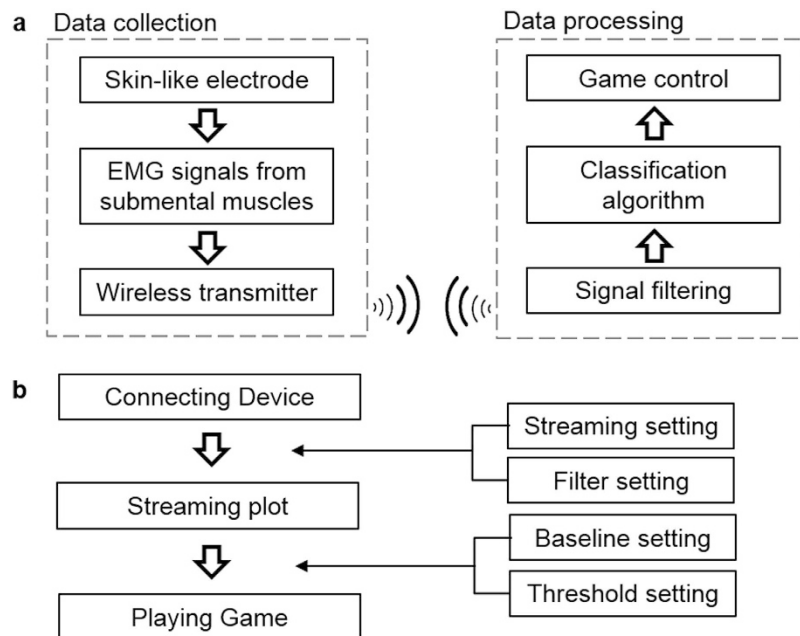 a
Data collection
Skin-like electrode
EMG signals from
submental muscles
Wireless transmitter
Data processing
Game control
Classification
algorithm
Signal filtering
b
Connecting Device
Streaming plot
Playing Game
Streaming setting
Filter setting
Baseline setting
Threshold setting